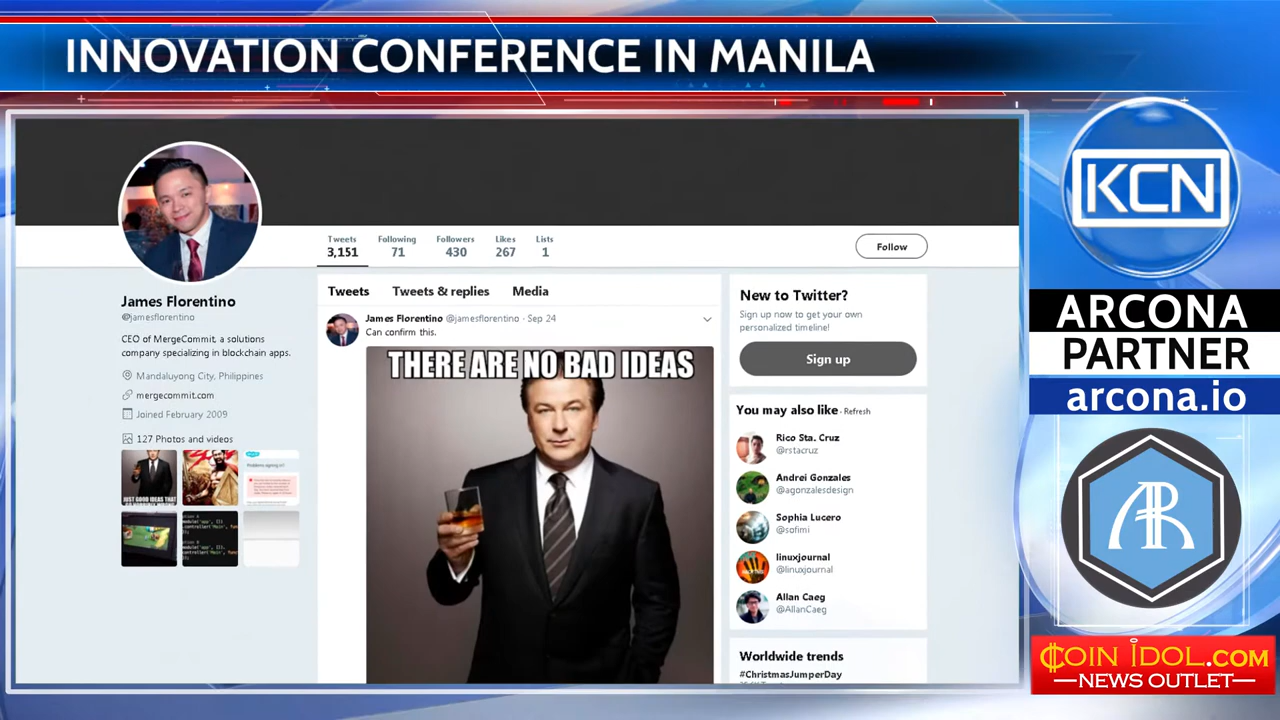 INNOVATION CONFERENCE IN MANILA
KCN
ARCONA
PARTNER
arcona.io
COIN IDOL.COM
NEWS OUTLET
Tweets
3,151
Following
71
Followers
430
Likes
267
Lists
1
Follow
James Florentino
@jamesflorentino
CEO of MergeCommit, a solutions
company specializing in blockchain apps.
Mandaluyong City, Philippines
mergecommit.com
Joined February 2009
127 Photos and videos
JUST GOOD IDEAS THAT
Tweets Tweets & replies Media
James Florentino @jamesflorentino · Sep 24
Can confirm this.
THERE ARE NO BAD IDEAS
New to Twitter?
Sign up now to get your own
personalized timeline!
Sign up
You may also like · Refresh
Rico Sta. Cruz
@rstacruz
Andrei Gonzales
@agonzalesdesign
Sophia Lucero
@sofimi
linuxjournal
@linuxjournal
Allan Caeg
@AllanCaeg
Worldwide trends
#ChristmasJumperDay